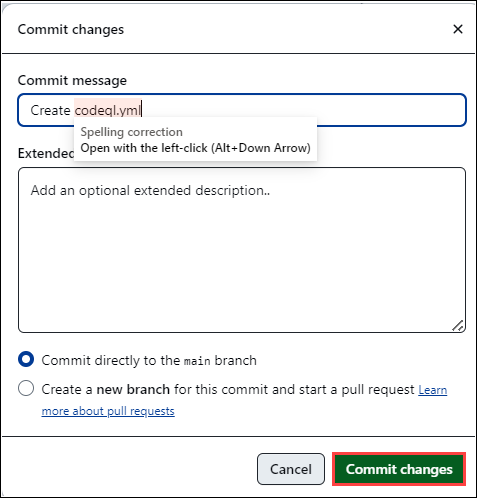 Commit changes
Commit message
Create codeql.yml
Spelling correction
Open with the left-click (Alt+Down Arrow)
Extended
Add an optional extended description..
Commit directly to the main branch
Create a new branch for this commit and start a pull request Learn
more about pull requests
Cancel
Commit changes